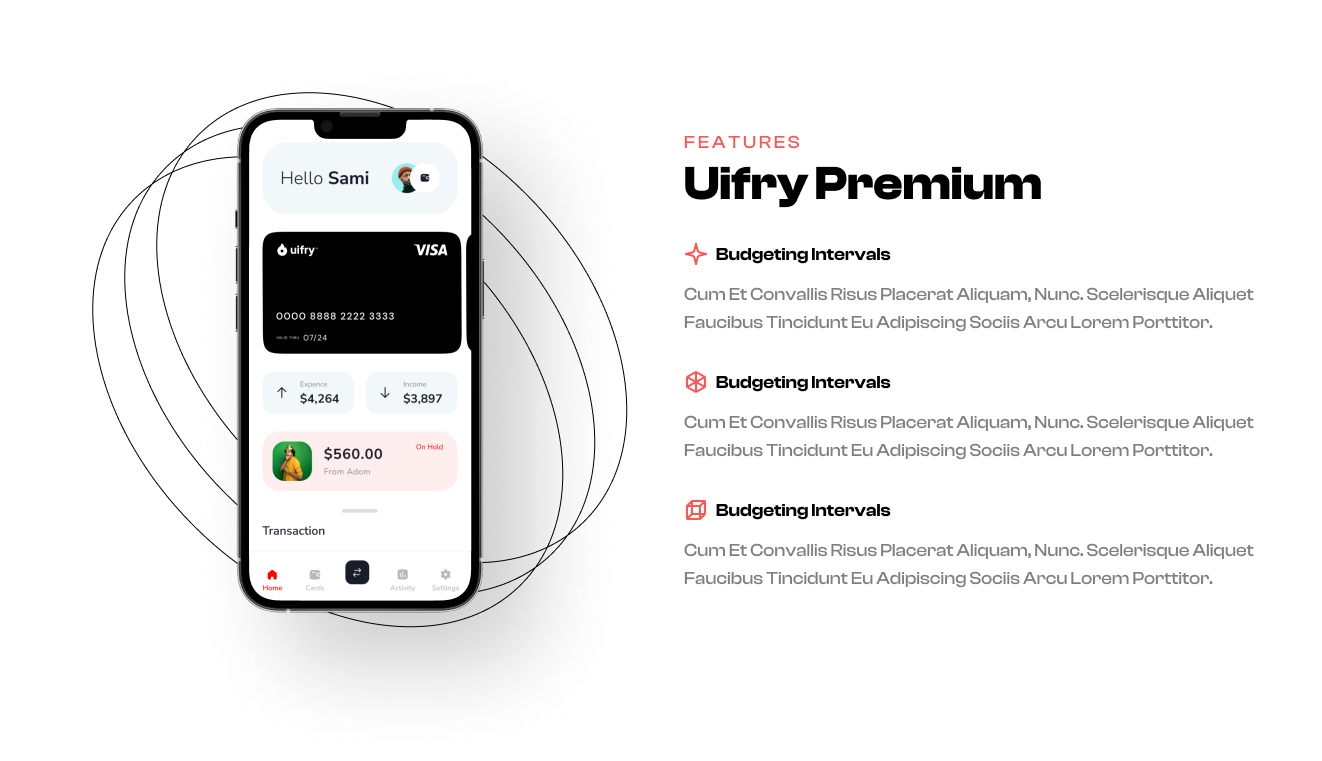 Hello Sami
uifry
VISA
0000 8888 2222 3333
VALID THRU 07/24
Expence
$4,264
Income
$3,897
$560.00
On Hold
From Adom
Transaction
Home
Cards
Activity
Settings
FEATURES
Uifry Premium
Budgeting Intervals
Cum Et Convallis Risus Placerat Aliquam, Nunc. Scelerisque Aliquet
Faucibus Tincidunt Eu Adipiscing Sociis Arcu Lorem Porttitor.
Budgeting Intervals
Cum Et Convallis Risus Placerat Aliquam, Nunc. Scelerisque Aliquet
Faucibus Tincidunt Eu Adipiscing Sociis Arcu Lorem Porttitor.
Budgeting Intervals
Cum Et Convallis Risus Placerat Aliquam, Nunc. Scelerisque Aliquet
Faucibus Tincidunt Eu Adipiscing Sociis Arcu Lorem Porttitor.